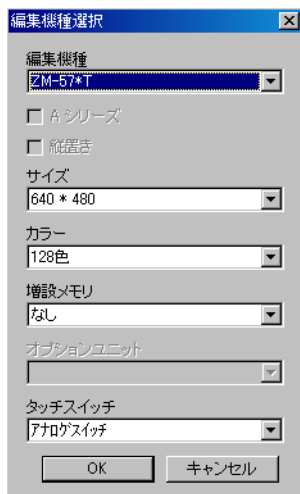 編集機種選択
編集機種
ZM-57*T
A シリーズ
縦置き
サイズ
640 * 480
カラー
128色
増設メモリ
なし
オプションユニット
タッチスイッチ
アナログスイッチ
OK キャンセル